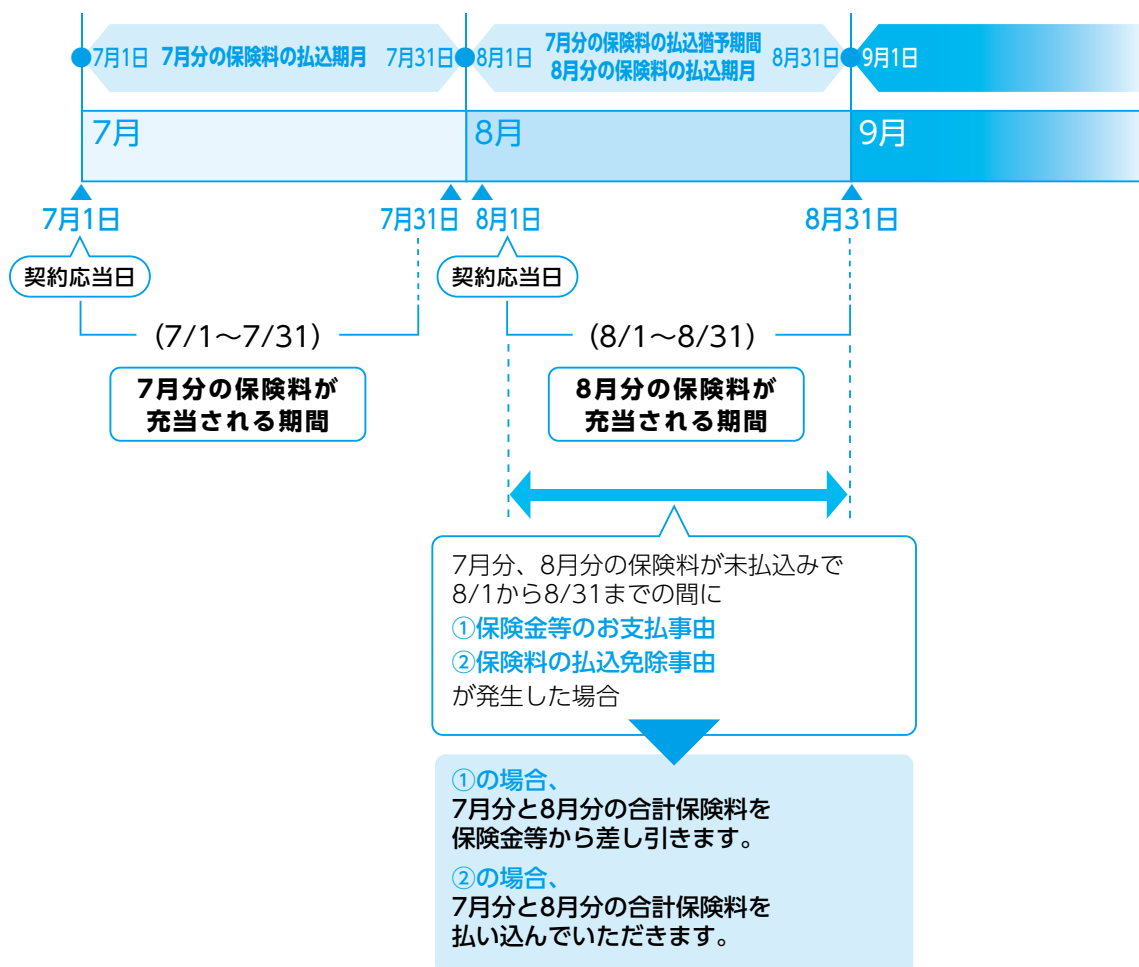 7月1日 7月分の保険料の払込期月 7月31日
8月1日 7月分の保険料の払込猶予期間
8月分の保険料の払込期月 8月31日
9月1日
7月 8月 9月
7月1日 7月31日 8月1日 8月31日
契約応当日 契約応当日
（7/1～7/31） （8/1～8/31）
7月分の保険料が
充当される期間
8月分の保険料が
充当される期間
7月分、8月分の保険料が未払込みで
8/1から8/31までの間に
①保険金等のお支払事由
②保険料の払込免除事由
が発生した場合
①の場合、
7月分と8月分の合計保険料を
保険金等から差し引きます。
②の場合、
7月分と8月分の合計保険料を
払い込んでいただきます。